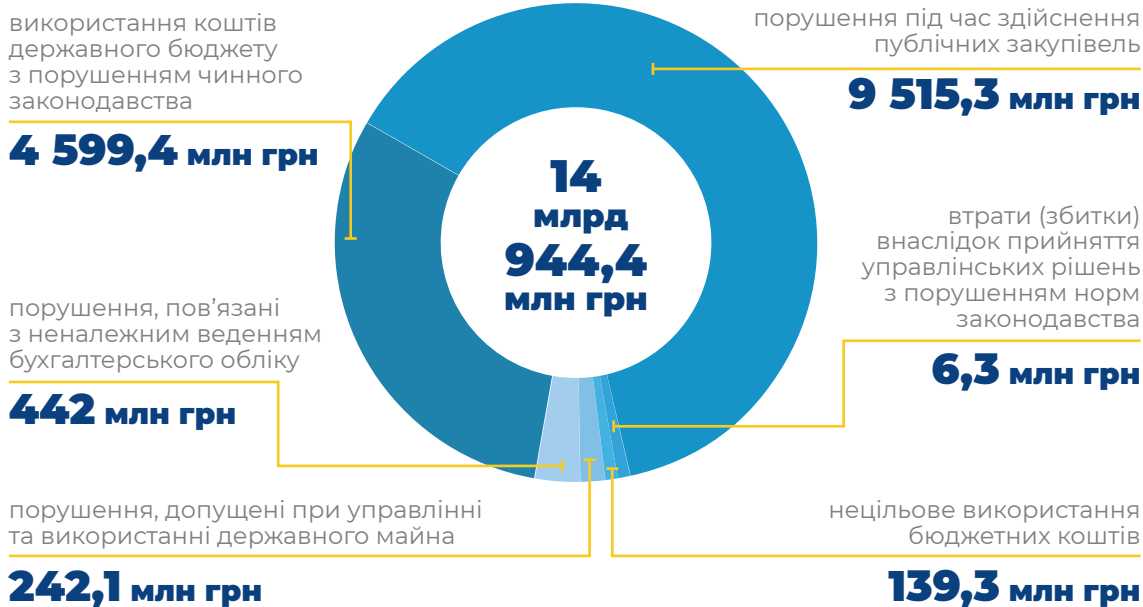 використання коштів
державного бюджету
з порушенням чинного
законодавства
4 599,4 млн грн
порушення, пов’язані
з неналежним веденням
бухгалтерського обліку
442 млн грн
порушення, допущені при управлінні
та використанні державного майна
242,1 млн грн
14
млрд
944,4
млн грн
порушення під час здійснення
публічних закупівель
9 515,3 млн грн
втрати (збитки)
внаслідок прийняття
управлінських рішень
з порушенням норм
законодавства
6,3 млн грн
нецільове використання
бюджетних коштів
139,3 млн грн